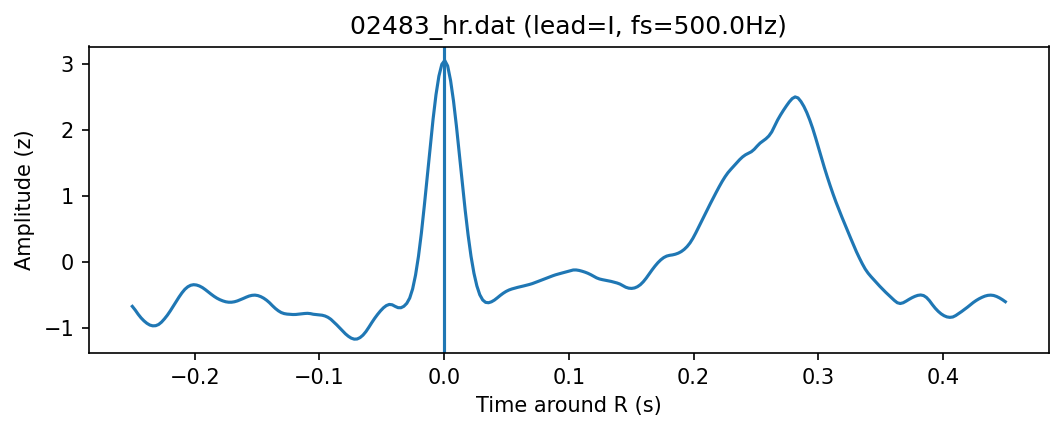 02483_hr.dat (lead=I, fs=500.0Hz)
Amplitude (z)
3
2
1
0
−1
−0.2 −0.1 0.0 0.1 0.2 0.3 0.4
Time around R (s)